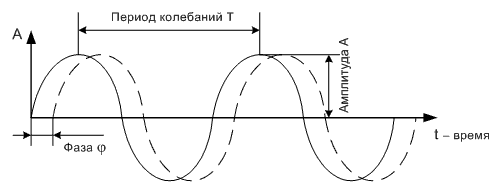 Период колебаний T
A
Амплитуда A
t – время
Фаза φ